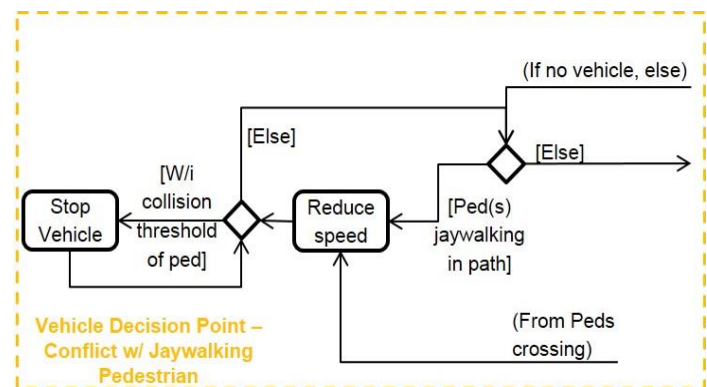 (If no vehicle, else)
[Else]
[Else]
[W/i
collision
threshold
of ped]
Stop
Vehicle
Reduce
speed
[Ped(s)
jaywalking
in path]
(From Peds
crossing)
Vehicle Decision Point –
Conflict w/ Jaywalking
Pedestrian